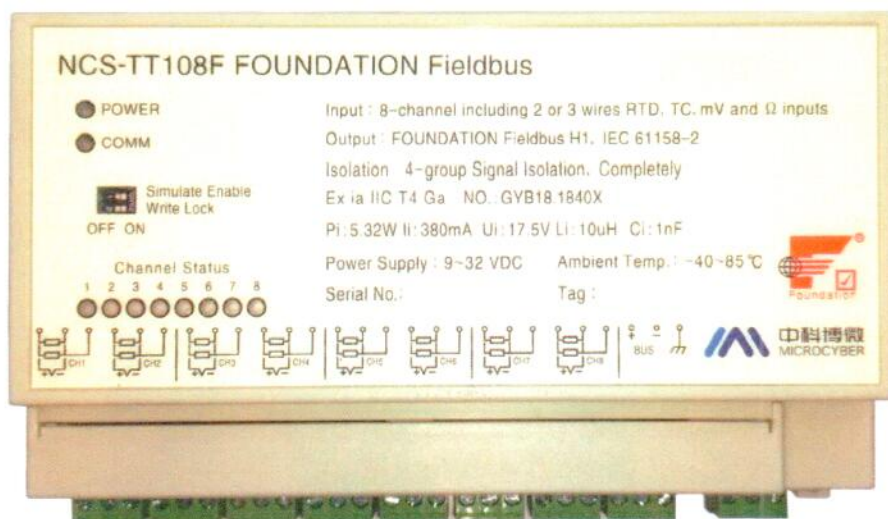 NCS-TT108F FOUNDATION Fieldbus
POWER
COMM
Simulate Enable
Write Lock
OFF ON
Channel Status
1 2 3 4 5 6 7 8
Input : 8-channel including 2 or 3 wires RTD, TC, mV and Ω inputs
Output : FOUNDATION Fieldbus H1, IEC 61158-2
Isolation 4-group Signal Isolation, Completely
Ex ia IIC T4 Ga NO.:GYB18.1840X
Pi:5.32W Ii:380mA Ui:17.5V Li:10uH Ci:1nF
Power Supply : 9~32 VDC Ambient Temp.: -40~85℃
Serial No.: Tag :
Foundation
CH1 CH2 CH3 CH4 CH5 CH6 CH7 CH8
+ -
BUS
中科博微
MICROCYBER